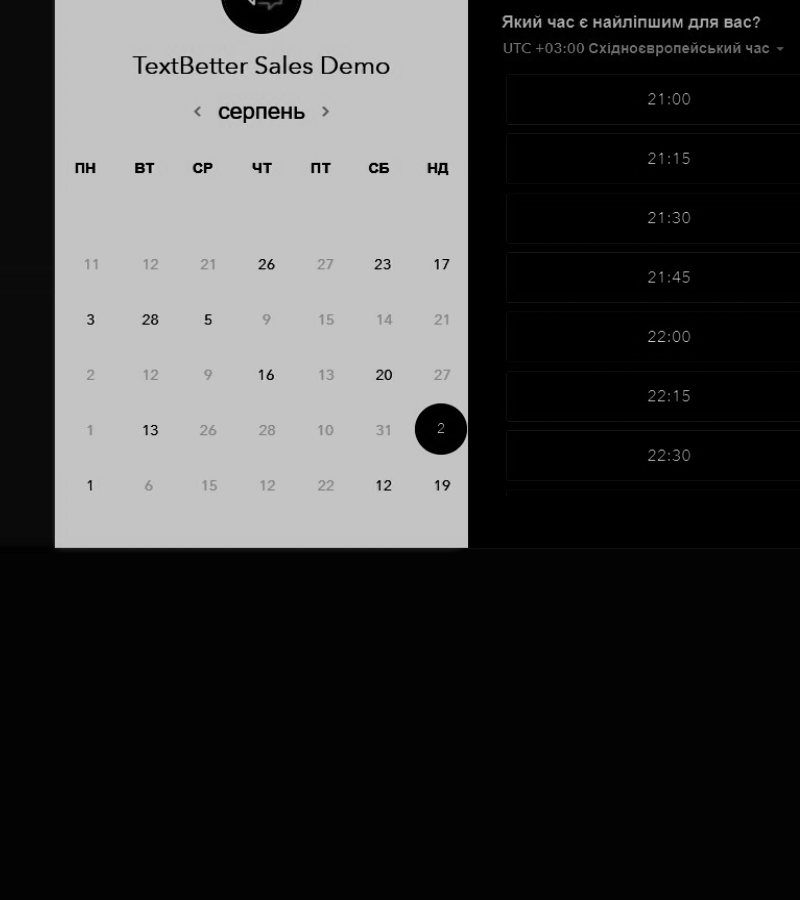 TextBetter Sales Demo
серпень
ПН ВТ СР ЧТ ПТ СБ НД
11 12 21 26 27 23 17
3 28 5 9 15 14 21
2 12 9 16 13 20 27
1 13 26 28 10 31 2
1 6 15 12 22 12 19
Який час є найліпшим для вас?
UTC +03:00 Східноєвропейський час
21:00
21:15
21:30
21:45
22:00
22:15
22:30